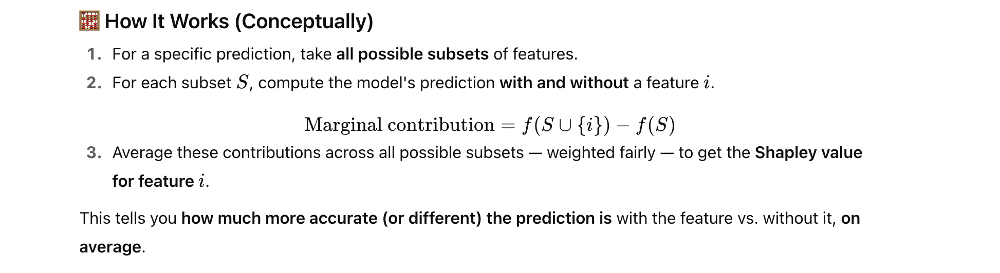 🧮 How It Works (Conceptually)
1. For a specific prediction, take all possible subsets of features.
2. For each subset S, compute the model's prediction with and without a feature i.
Marginal contribution = f(S ∪ {i}) − f(S)
3. Average these contributions across all possible subsets — weighted fairly — to get the Shapley value
for feature i.
This tells you how much more accurate (or different) the prediction is with the feature vs. without it, on
average.